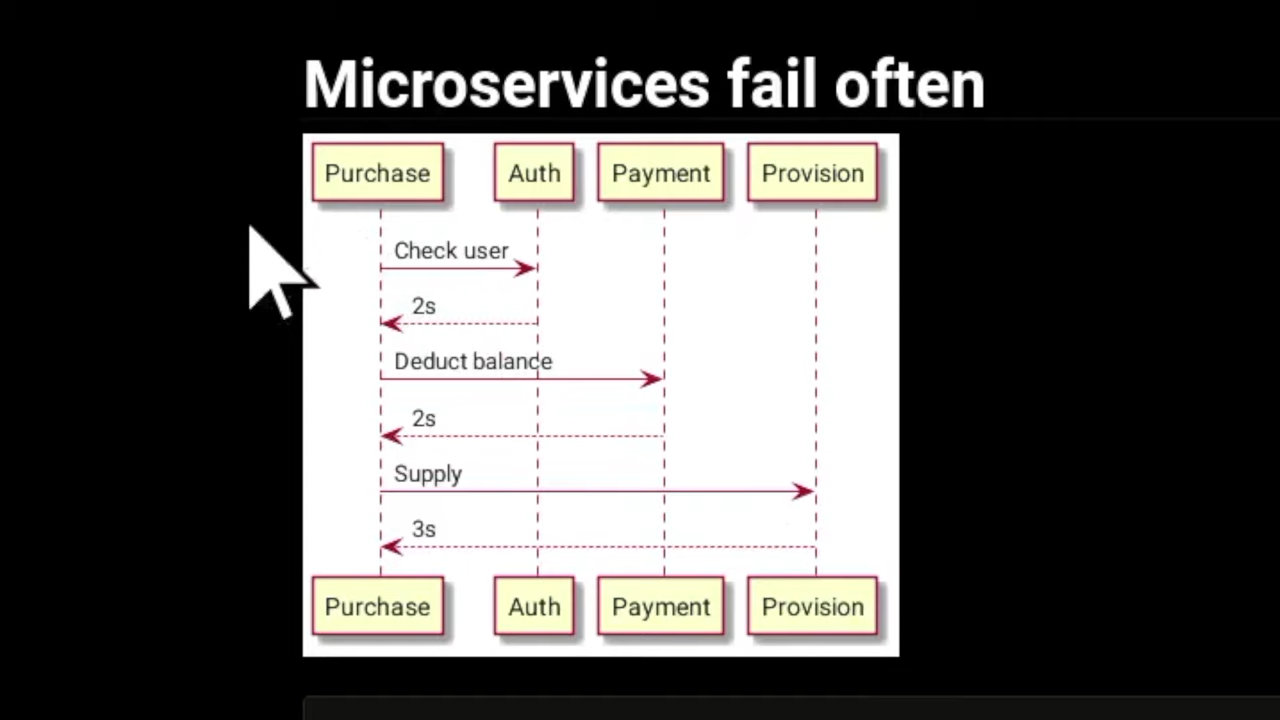 Microservices fail often
Purchase Auth Payment Provision
Check user
2s
Deduct balance
2s
Supply
3s
Purchase Auth Payment Provision